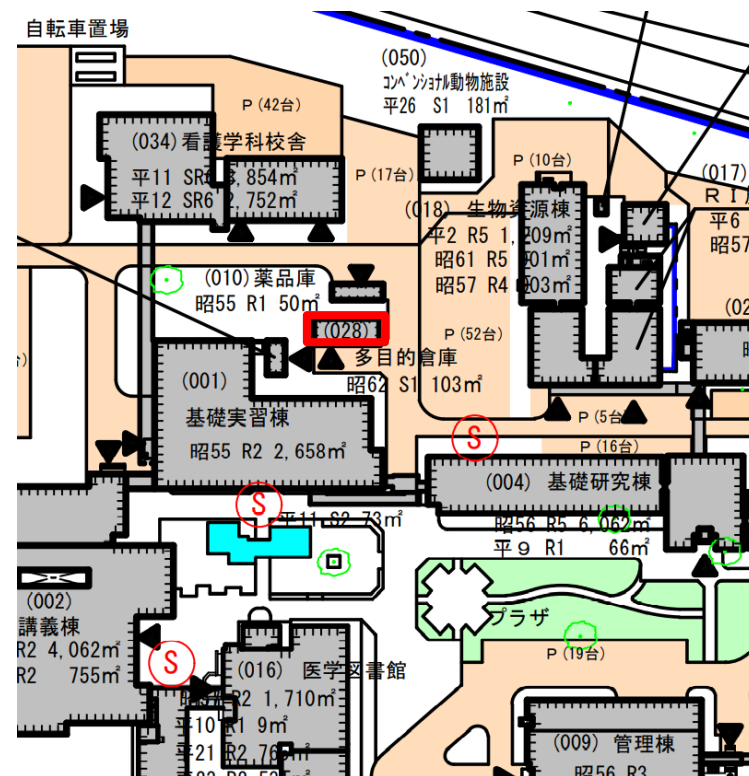 自転車置場
(050)
コンベンショナル動物施設
平26 S1 181㎡
P (42台)
(034) 看護学科校舎
平11 SR6
,854㎡
平12 SR6 2,752㎡
P (17台)
P (10台)
(017)
(018) 生物資源棟
平2 R5 1,
09㎡
昭61 R5
01㎡
昭57 R4
03㎡
平6
昭57
(010) 薬品庫
昭55 R1 50㎡
(028)
多目的倉庫
昭62 S1 103㎡
P (52台)
(001)
基礎実習棟
昭55 R2 2,658㎡
P (5台)
P (16台)
S
(004) 基礎研究棟
昭56 R5 6,062㎡
平9 R1 66㎡
S
平11 S2 73㎡
(002)
講義棟
R2 4,062㎡
R2 755㎡
S
プラザ
P (19台)
(016) 医学図書館
R2 1,710㎡
平10 R1 9㎡
平21 R2
(009) 管理棟
昭56 R3